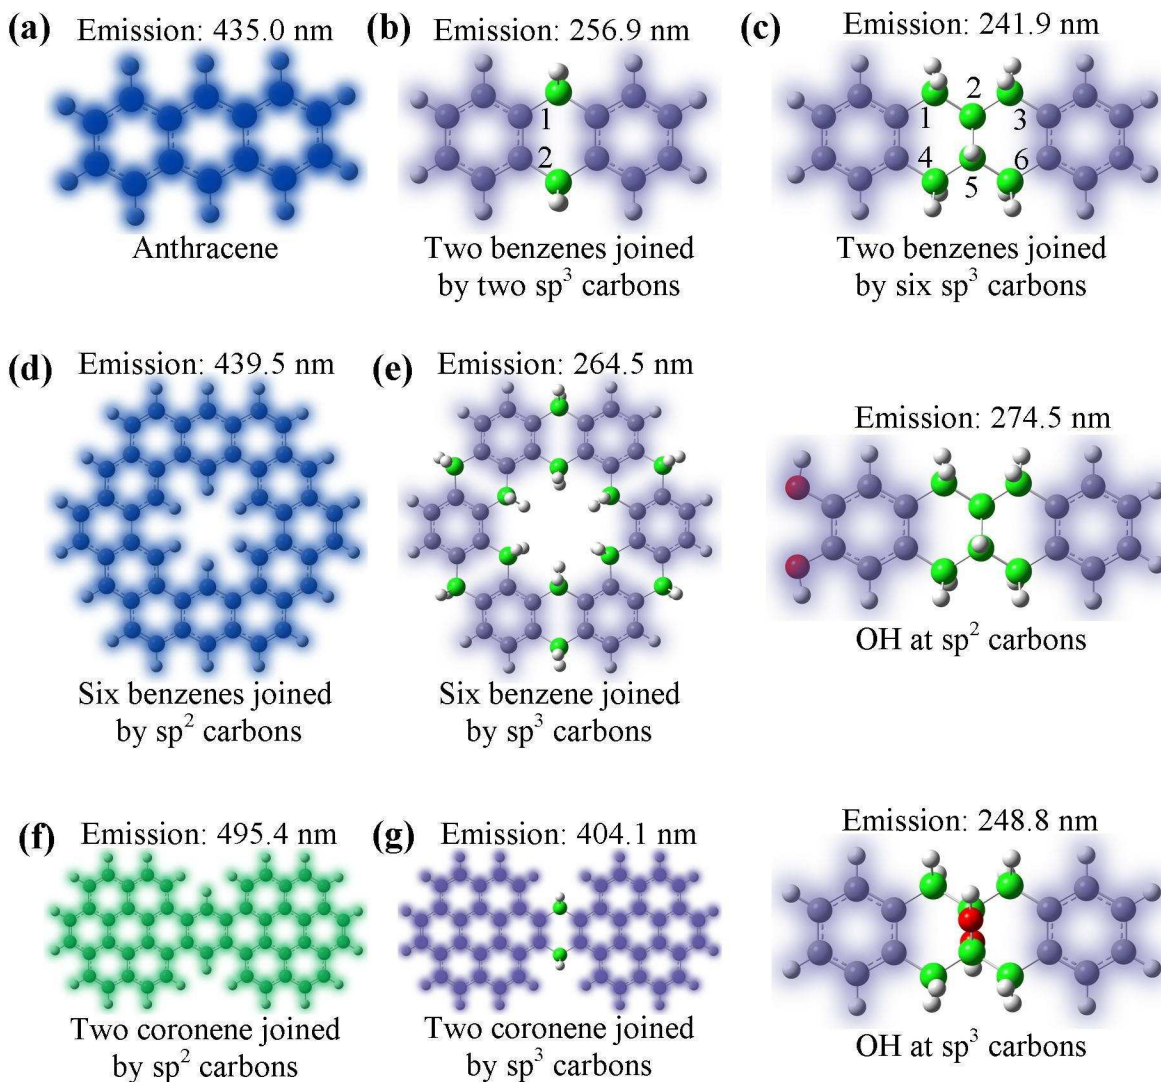 (a) Emission: 435.0 nm
Anthracene
(b) Emission: 256.9 nm
1
2
Two benzenes joined
by two sp³ carbons
(c) Emission: 241.9 nm
2
1 3
4 6
5
Two benzenes joined
by six sp³ carbons
(d) Emission: 439.5 nm
Six benzenes joined
by sp² carbons
(e) Emission: 264.5 nm
Six benzene joined
by sp³ carbons
Emission: 274.5 nm
OH at sp² carbons
(f) Emission: 495.4 nm
Two coronene joined
by sp² carbons
(g) Emission: 404.1 nm
Two coronene joined
by sp³ carbons
Emission: 248.8 nm
OH at sp³ carbons